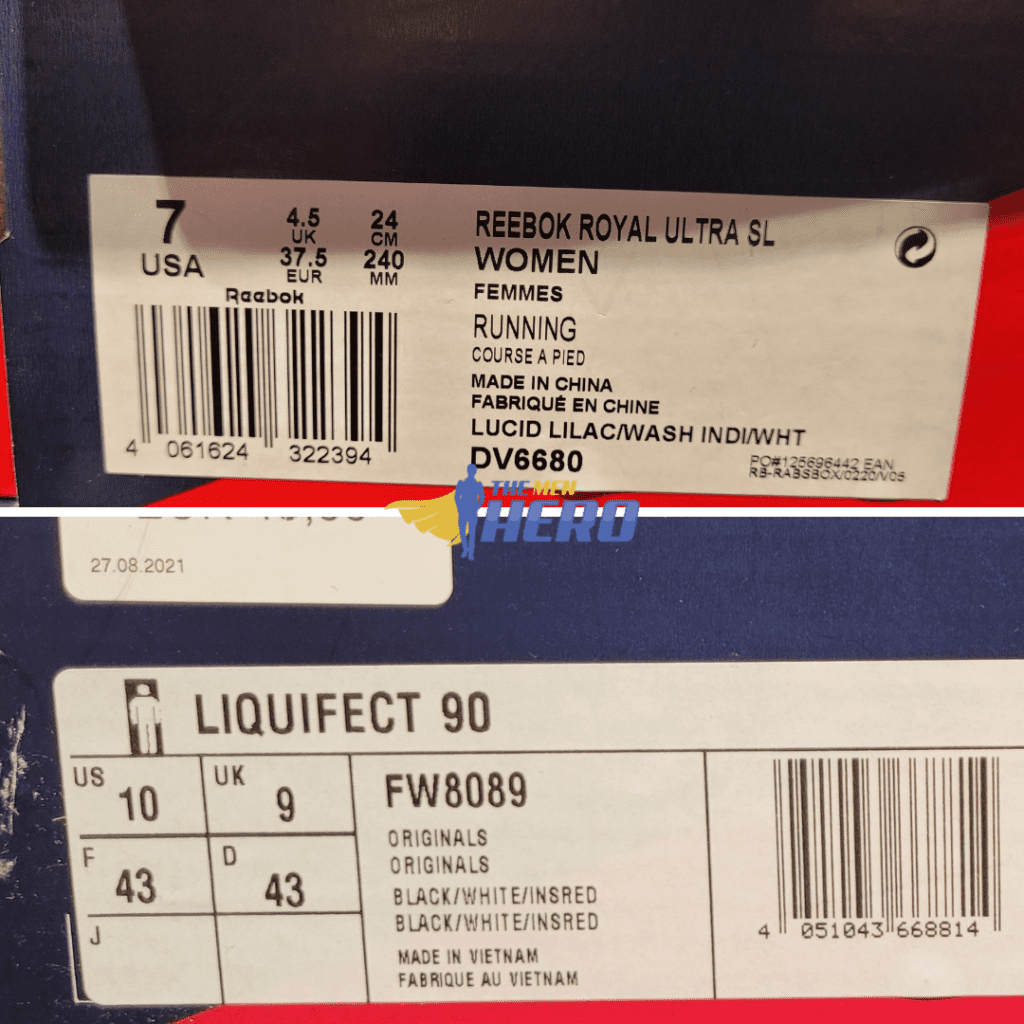 7
USA
4.5
UK
37.5
EUR
24
CM
240
MM
Reebok
4 061624 322394
REEBOK ROYAL ULTRA SL
WOMEN
FEMMES
RUNNING
COURSE A PIED
MADE IN CHINA
FABRIQUÉ EN CHINE
LUCID LILAC/WASH INDI/WHT
DV6680
PO#125696442 EAN
RB-RABSBOX/0220/V05
THE MEN
HERO
27.08.2021
LIQUIFECT 90
US 10
UK 9
F 43
D 43
J
FW8089
ORIGINALS
ORIGINALS
BLACK/WHITE/INSRED
BLACK/WHITE/INSRED
MADE IN VIETNAM
FABRIQUE AU VIETNAM
4 051043 668814